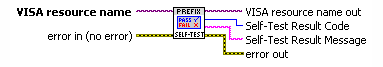 VISA resource name
PREFIX
VISA resource name out
PASS
Self-Test Result Code
FAIL
error in (no error)
SELF-TEST
Self-Test Result Message
error out